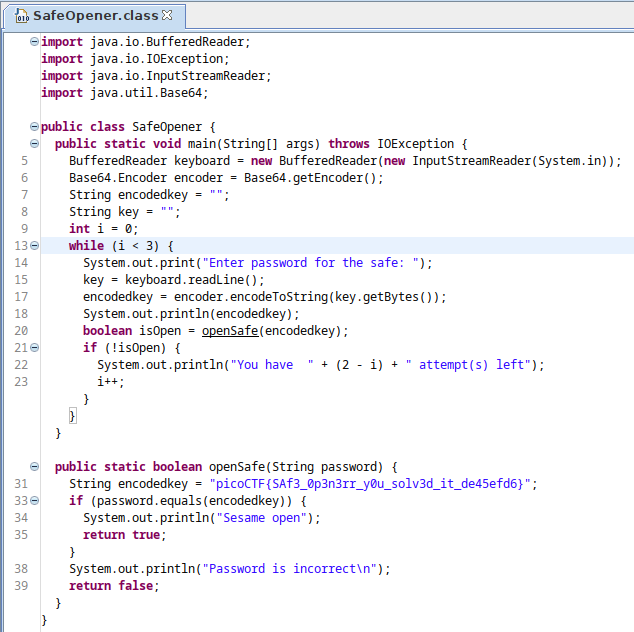 SafeOpener.class
import java.io.BufferedReader;
import java.io.IOException;
import java.io.InputStreamReader;
import java.util.Base64;

public class SafeOpener {
  public static void main(String[] args) throws IOException {
5    BufferedReader keyboard = new BufferedReader(new InputStreamReader(System.in));
6    Base64.Encoder encoder = Base64.getEncoder();
7    String encodedkey = "";
8    String key = "";
9    int i = 0;
13    while (i < 3) {
14      System.out.print("Enter password for the safe: ");
15      key = keyboard.readLine();
17      encodedkey = encoder.encodeToString(key.getBytes());
18      System.out.println(encodedkey);
20      boolean isOpen = openSafe(encodedkey);
21      if (!isOpen) {
22        System.out.println("You have  " + (2 - i) + " attempt(s) left");
23        i++;
      }
    }
  }

  public static boolean openSafe(String password) {
31    String encodedkey = "picoCTF{SAf3_0p3n3rr_y0u_solv3d_it_de45efd6}";
33    if (password.equals(encodedkey)) {
34      System.out.println("Sesame open");
35      return true;
    }
38    System.out.println("Password is incorrect\n");
39    return false;
  }
}